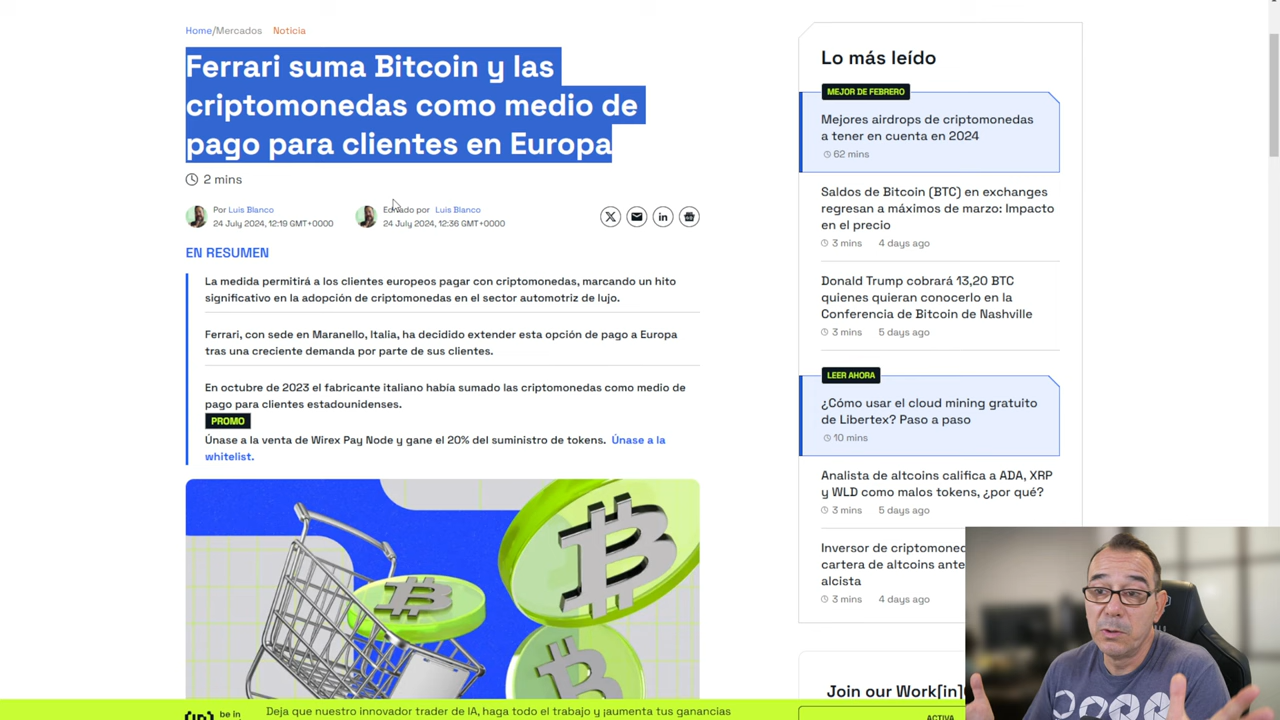 Home/Mercados Noticia
Ferrari suma Bitcoin y las
criptomonedas como medio de
pago para clientes en Europa
2 mins
Por Luis Blanco
24 July 2024, 12:19 GMT+0000
Editado por Luis Blanco
24 July 2024, 12:36 GMT+0000
EN RESUMEN
La medida permitirá a los clientes europeos pagar con criptomonedas, marcando un hito
significativo en la adopción de criptomonedas en el sector automotriz de lujo.
Ferrari, con sede en Maranello, Italia, ha decidido extender esta opción de pago a Europa
tras una creciente demanda por parte de sus clientes.
En octubre de 2023 el fabricante italiano había sumado las criptomonedas como medio de
pago para clientes estadounidenses.
PROMO
Únase a la venta de Wirex Pay Node y gane el 20% del suministro de tokens. Únase a la
whitelist.
Lo más leído
MEJOR DE FEBRERO
Mejores airdrops de criptomonedas
a tener en cuenta en 2024
62 mins
Saldos de Bitcoin (BTC) en exchanges
regresan a máximos de marzo: Impacto
en el precio
3 mins 4 days ago
Donald Trump cobrará 13,20 BTC
quienes quieran conocerlo en la
Conferencia de Bitcoin de Nashville
3 mins 5 days ago
LEER AHORA
¿Cómo usar el cloud mining gratuito
de Libertex? Paso a paso
10 mins
Analista de altcoins califica a ADA, XRP
y WLD como malos tokens, ¿por qué?
3 mins 5 days ago
Inversor de criptomoned
cartera de altcoins ante
alcista
3 mins 4 days ago
Join our Work[in]
ACTIVA
be in
Deja que nuestro innovador trader de IA, haga todo el trabajo y ¡aumenta tus ganancias